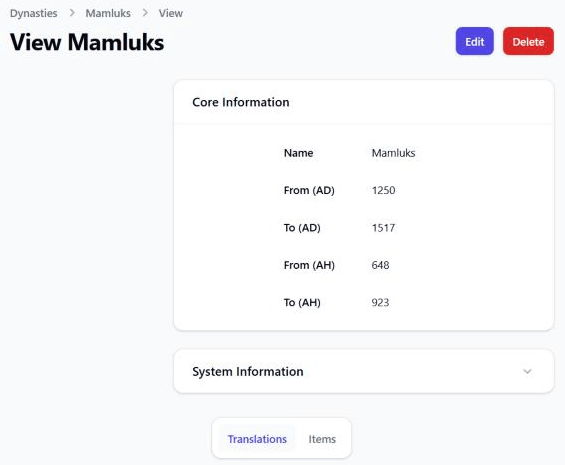 Dynasties > Mamluks > View
View Mamluks
Edit Delete
Core Information
Name Mamluks
From (AD) 1250
To (AD) 1517
From (AH) 648
To (AH) 923
System Information
Translations Items